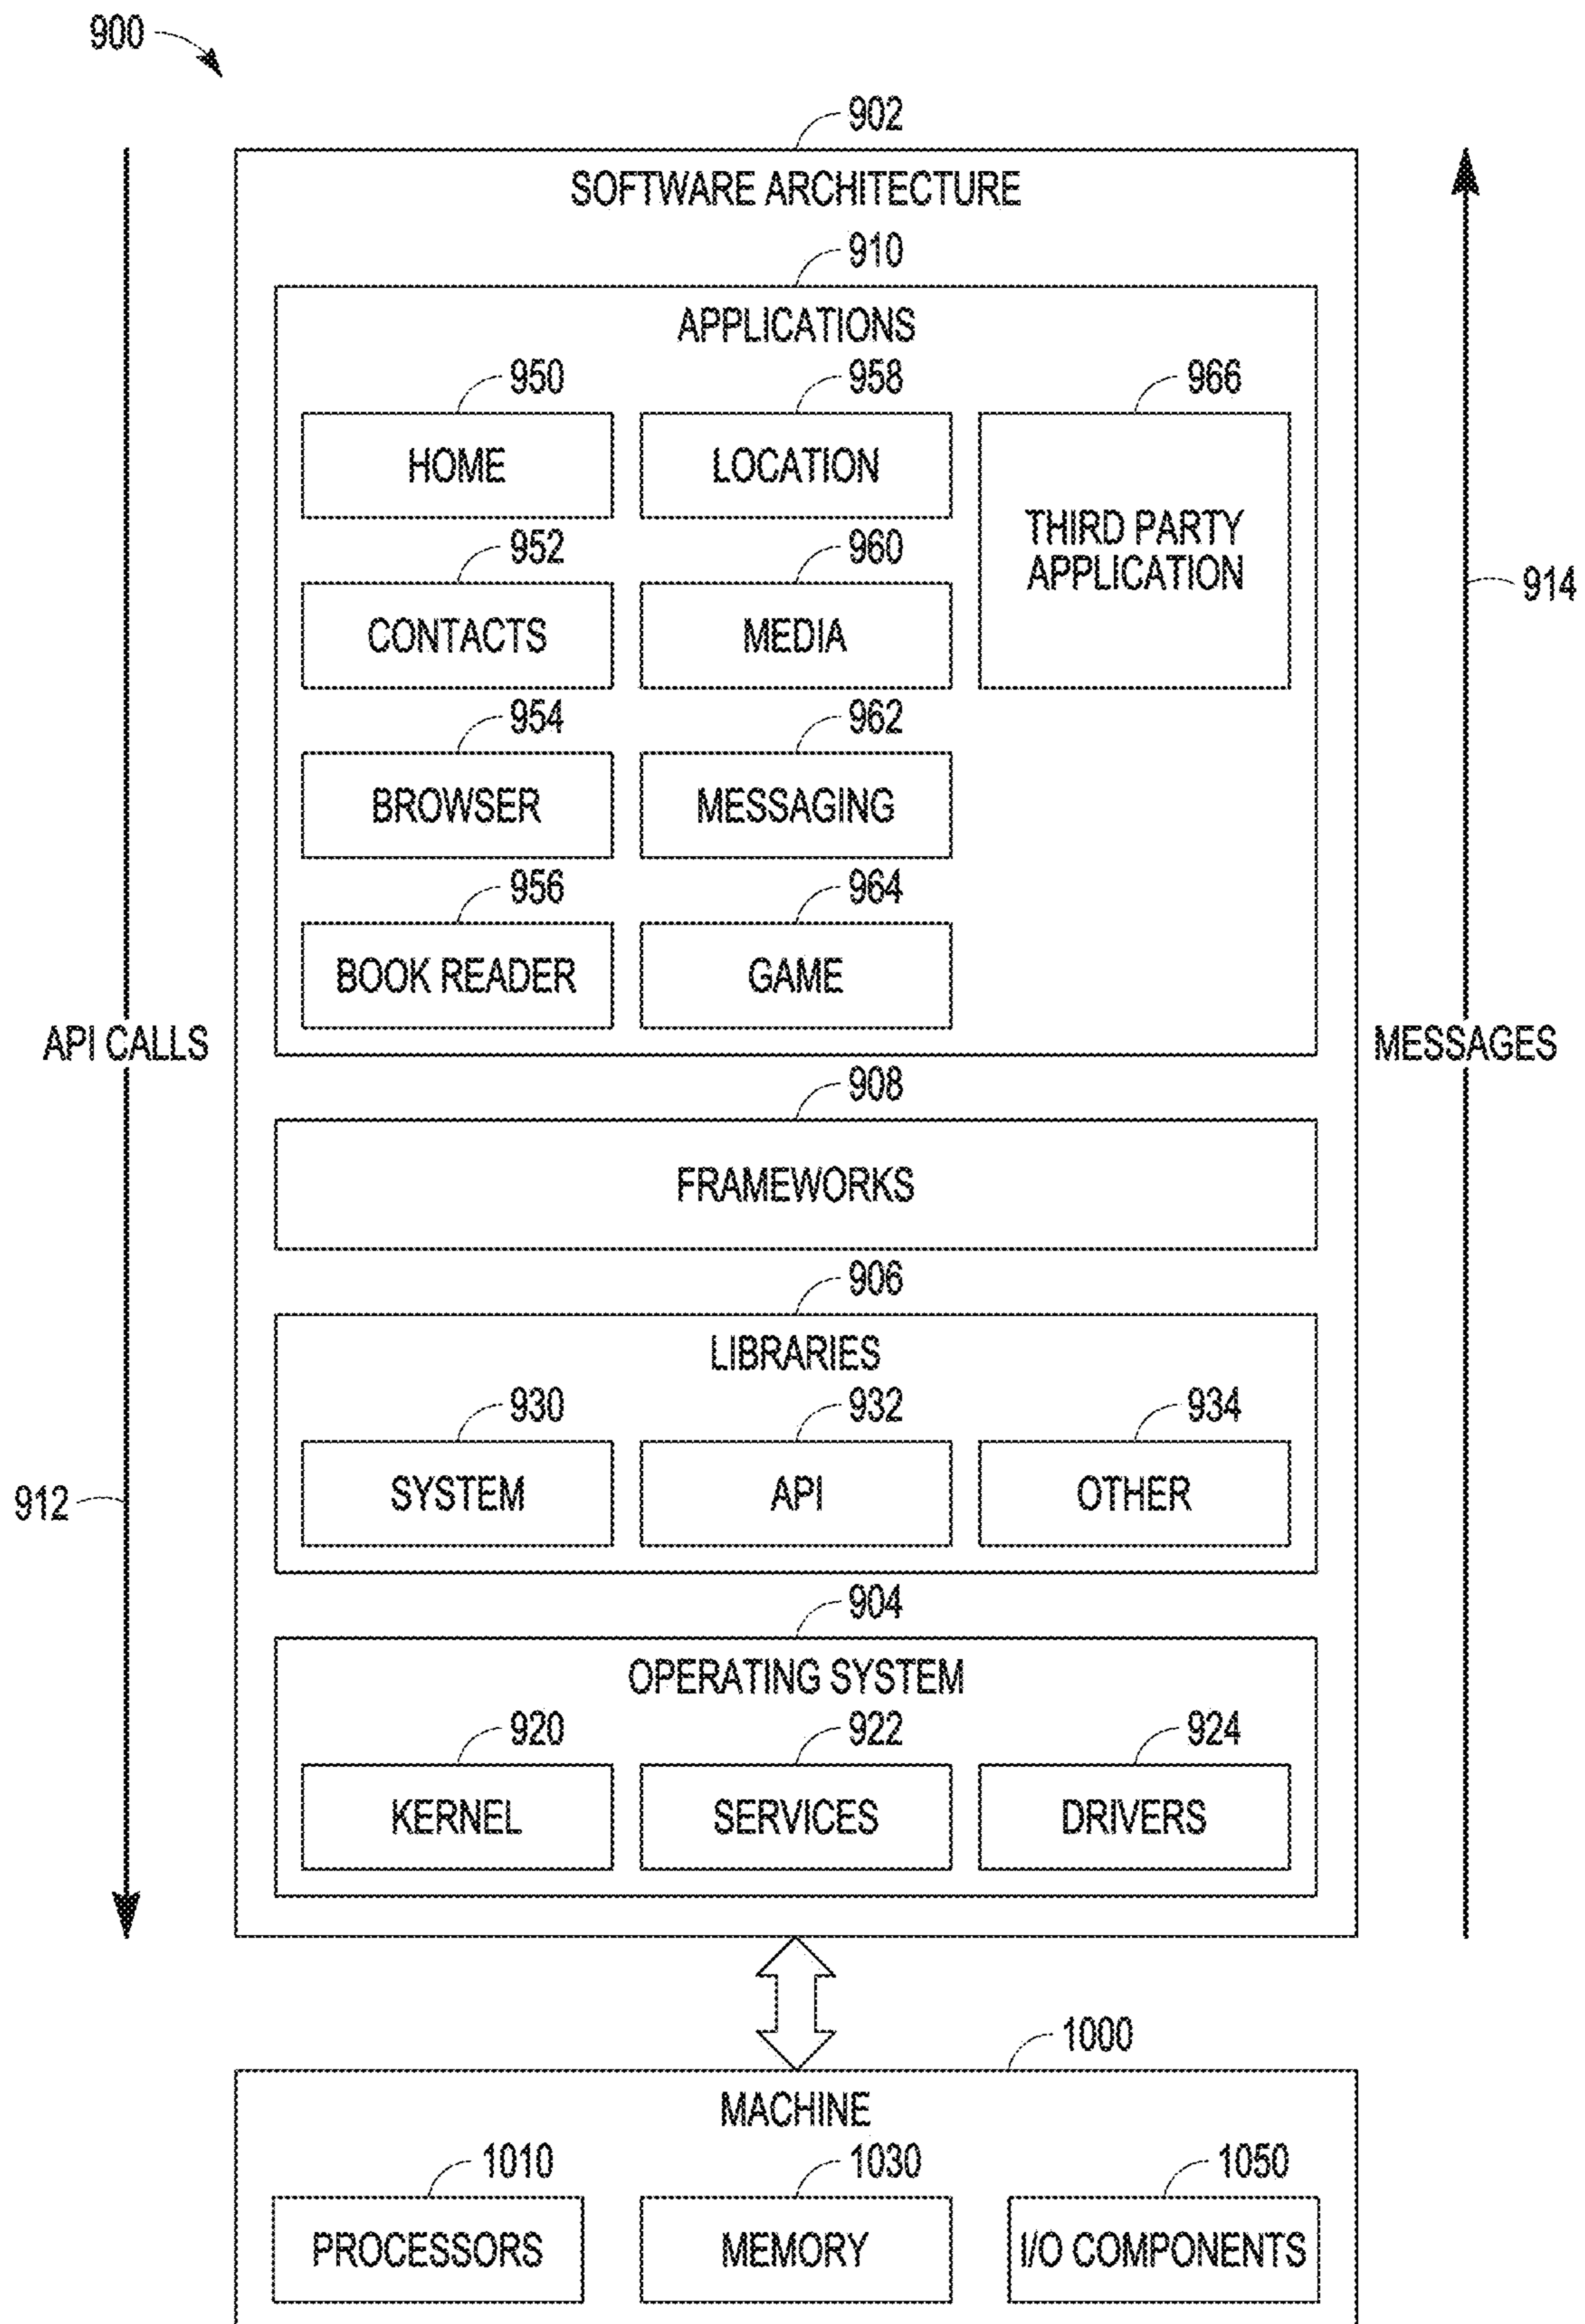 900
902
SOFTWARE ARCHITECTURE
910
APPLICATIONS
950 958 966
HOME LOCATION
THIRD PARTY
APPLICATION
952 960
914
CONTACTS MEDIA
954 962
BROWSER MESSAGING
956 964
BOOK READER GAME
API CALLS MESSAGES
908
FRAMEWORKS
906
LIBRARIES
930 932 934
SYSTEM API OTHER
912
904
OPERATING SYSTEM
920 922 924
KERNEL SERVICES DRIVERS
1000
MACHINE
1010 1030 1050
PROCESSORS MEMORY I/O COMPONENTS